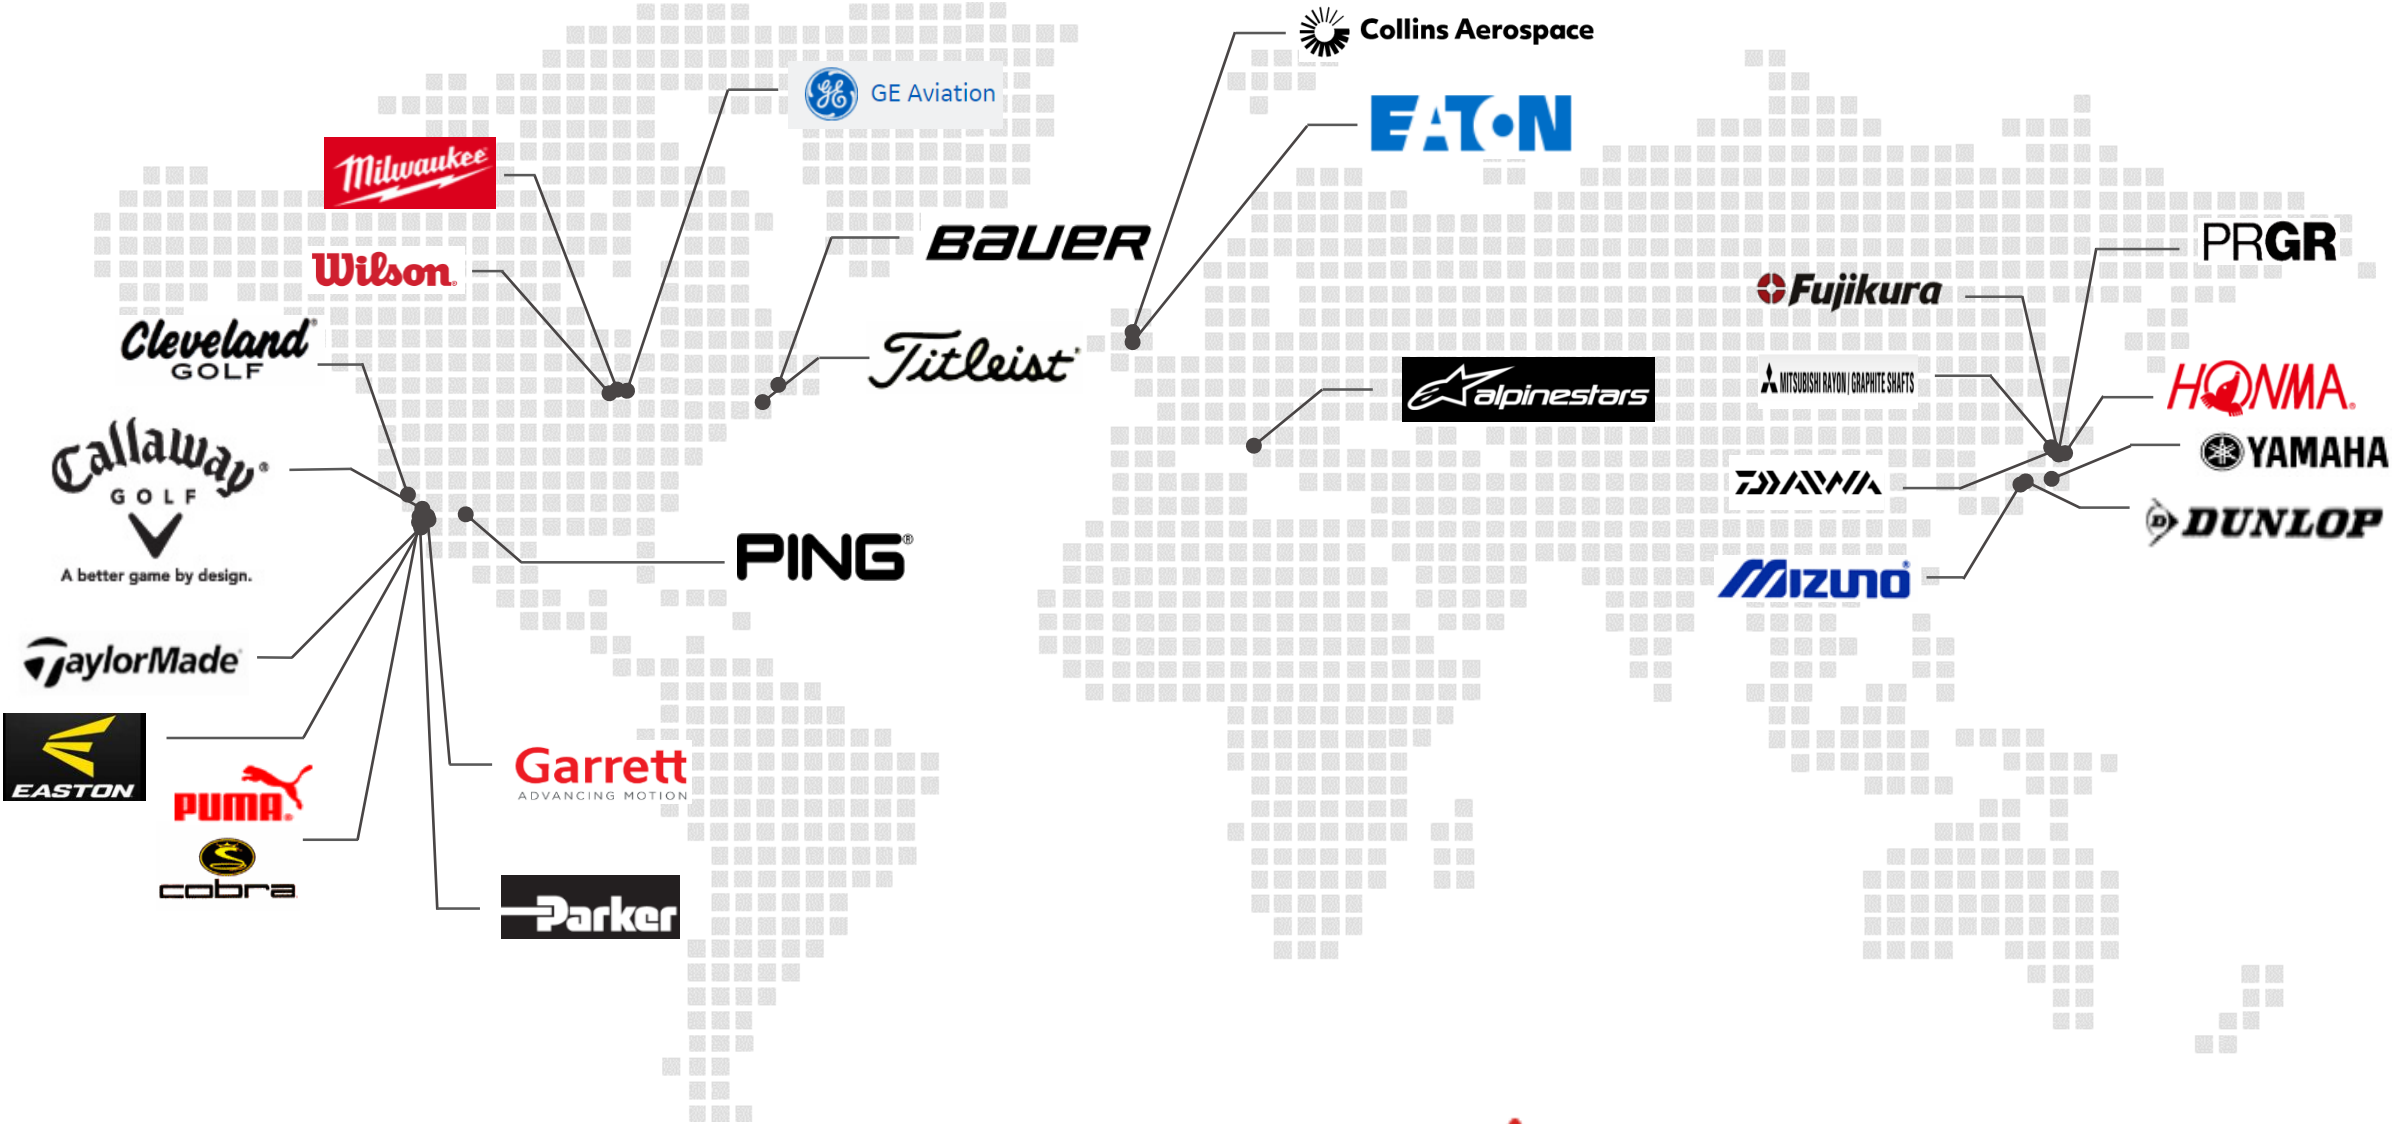 Collins Aerospace
GE Aviation
EATON
Milwaukee
BAUER
PRGR
Wilson®
Fujikura
Cleveland®
GOLF
Titleist
alpinestars
MITSUBISHI RAYON | GRAPHITE SHAFTS
HONMA®
Callaway®
GOLF
YAMAHA
DAIWA
DUNLOP
A better game by design.
PING®
MIZUNO®
TaylorMade
EASTON
PUMA®
Garrett
ADVANCING MOTION
cobra
Parker